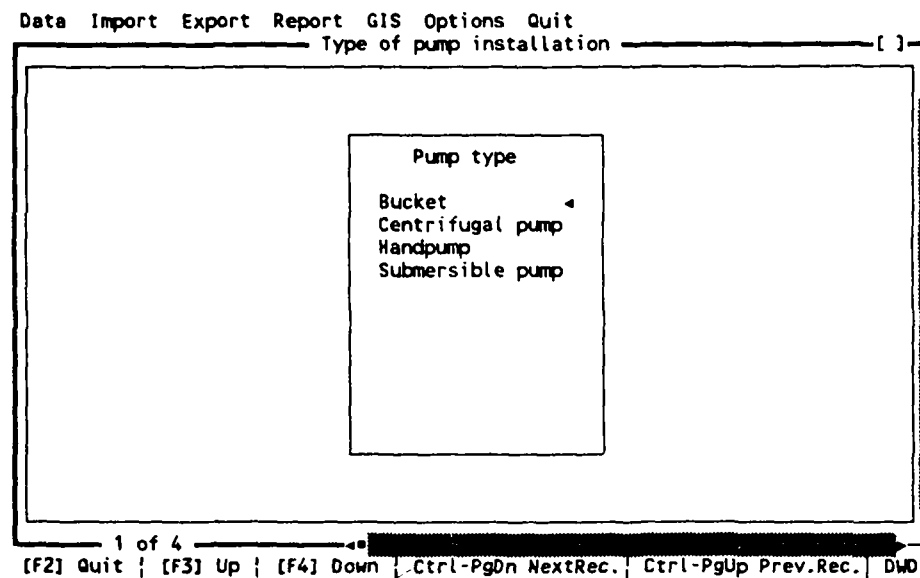 Data Import Export Report GIS Options Quit
Type of pump installation [ ]
Pump type
Bucket
Centrifugal pump
Handpump
Submersible pump
1 of 4
[F2] Quit ¦ [F3] Up ¦ [F4] Down ¦ Ctrl-PgDn NextRec. ¦ Ctrl-PgUp Prev.Rec. ¦ DWD